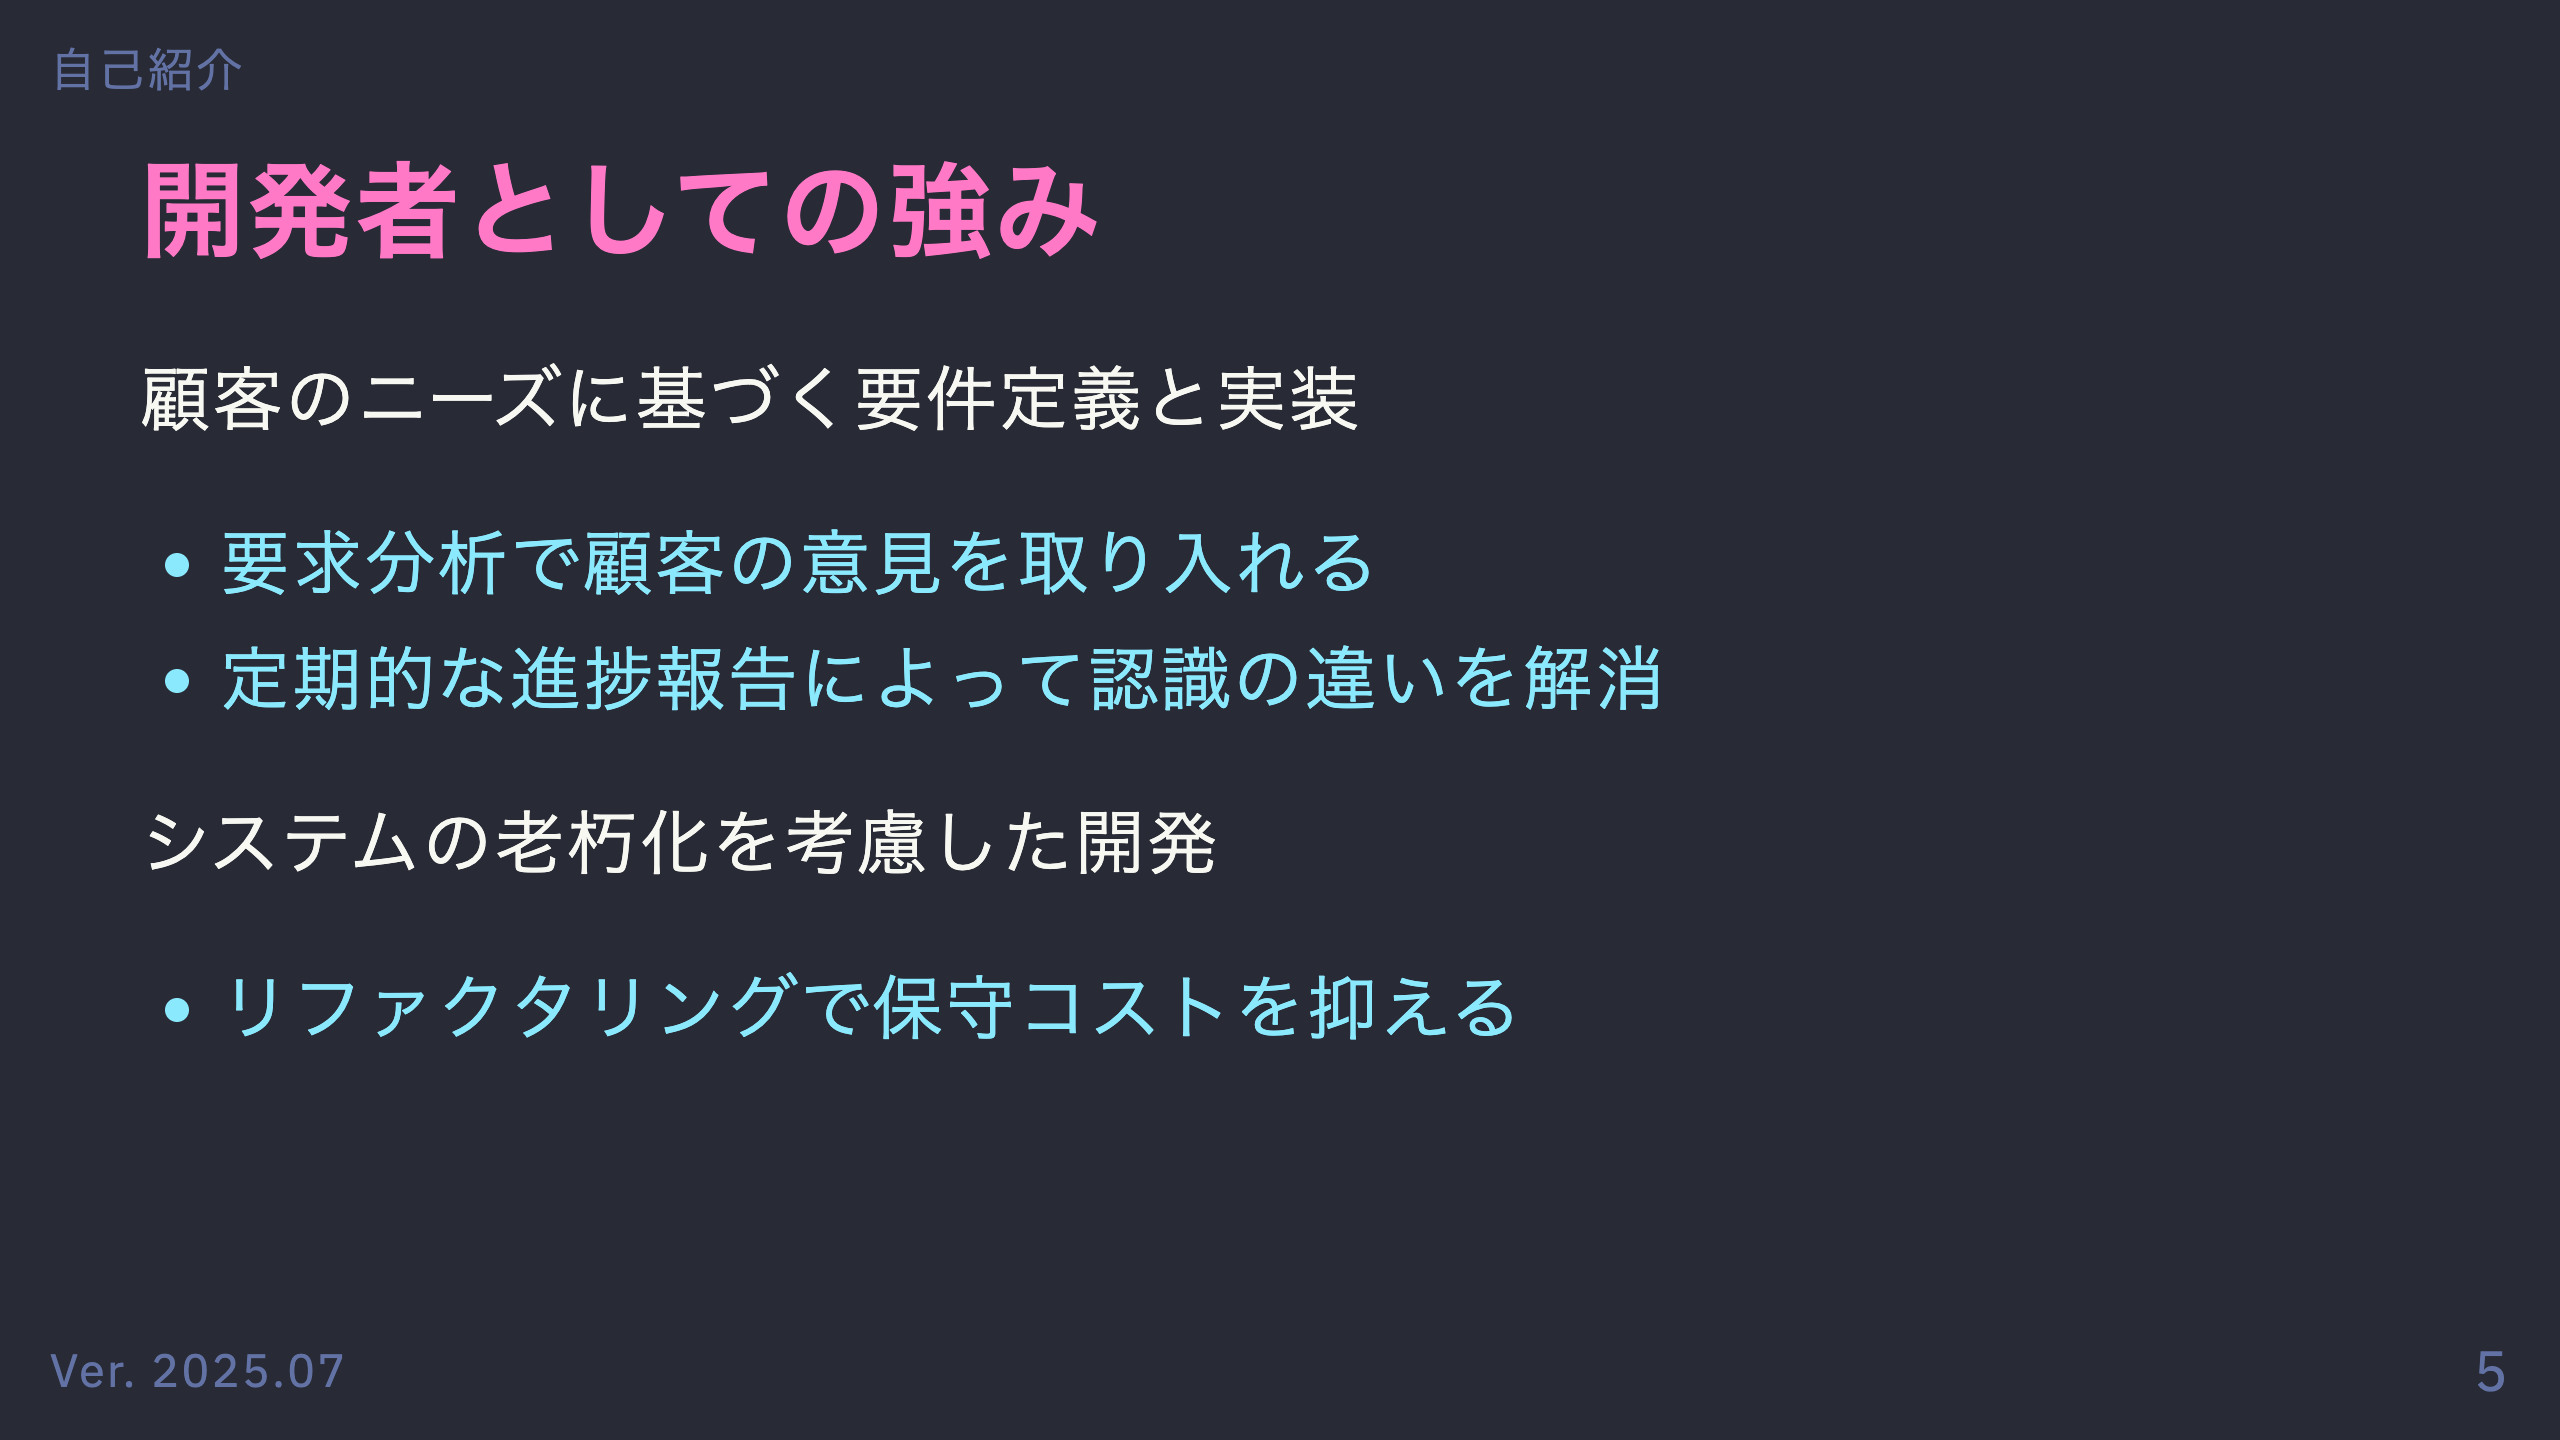 自己紹介
開発者としての強み
顧客のニーズに基づく要件定義と実装
• 要求分析で顧客の意見を取り入れる
• 定期的な進捗報告によって認識の違いを解消
システムの老朽化を考慮した開発
• リファクタリングで保守コストを抑える
Ver. 2025.07
5